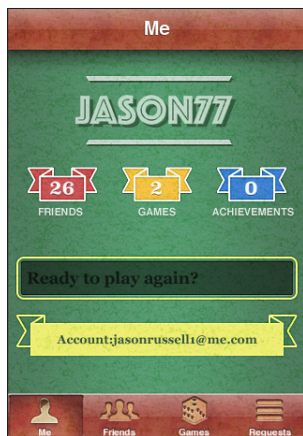 Me
JASON77
26 2 0
FRIENDS GAMES ACHIEVEMENTS
Ready to play again?
Account:jasonrussell1@me.com
Me Friends Games Requests